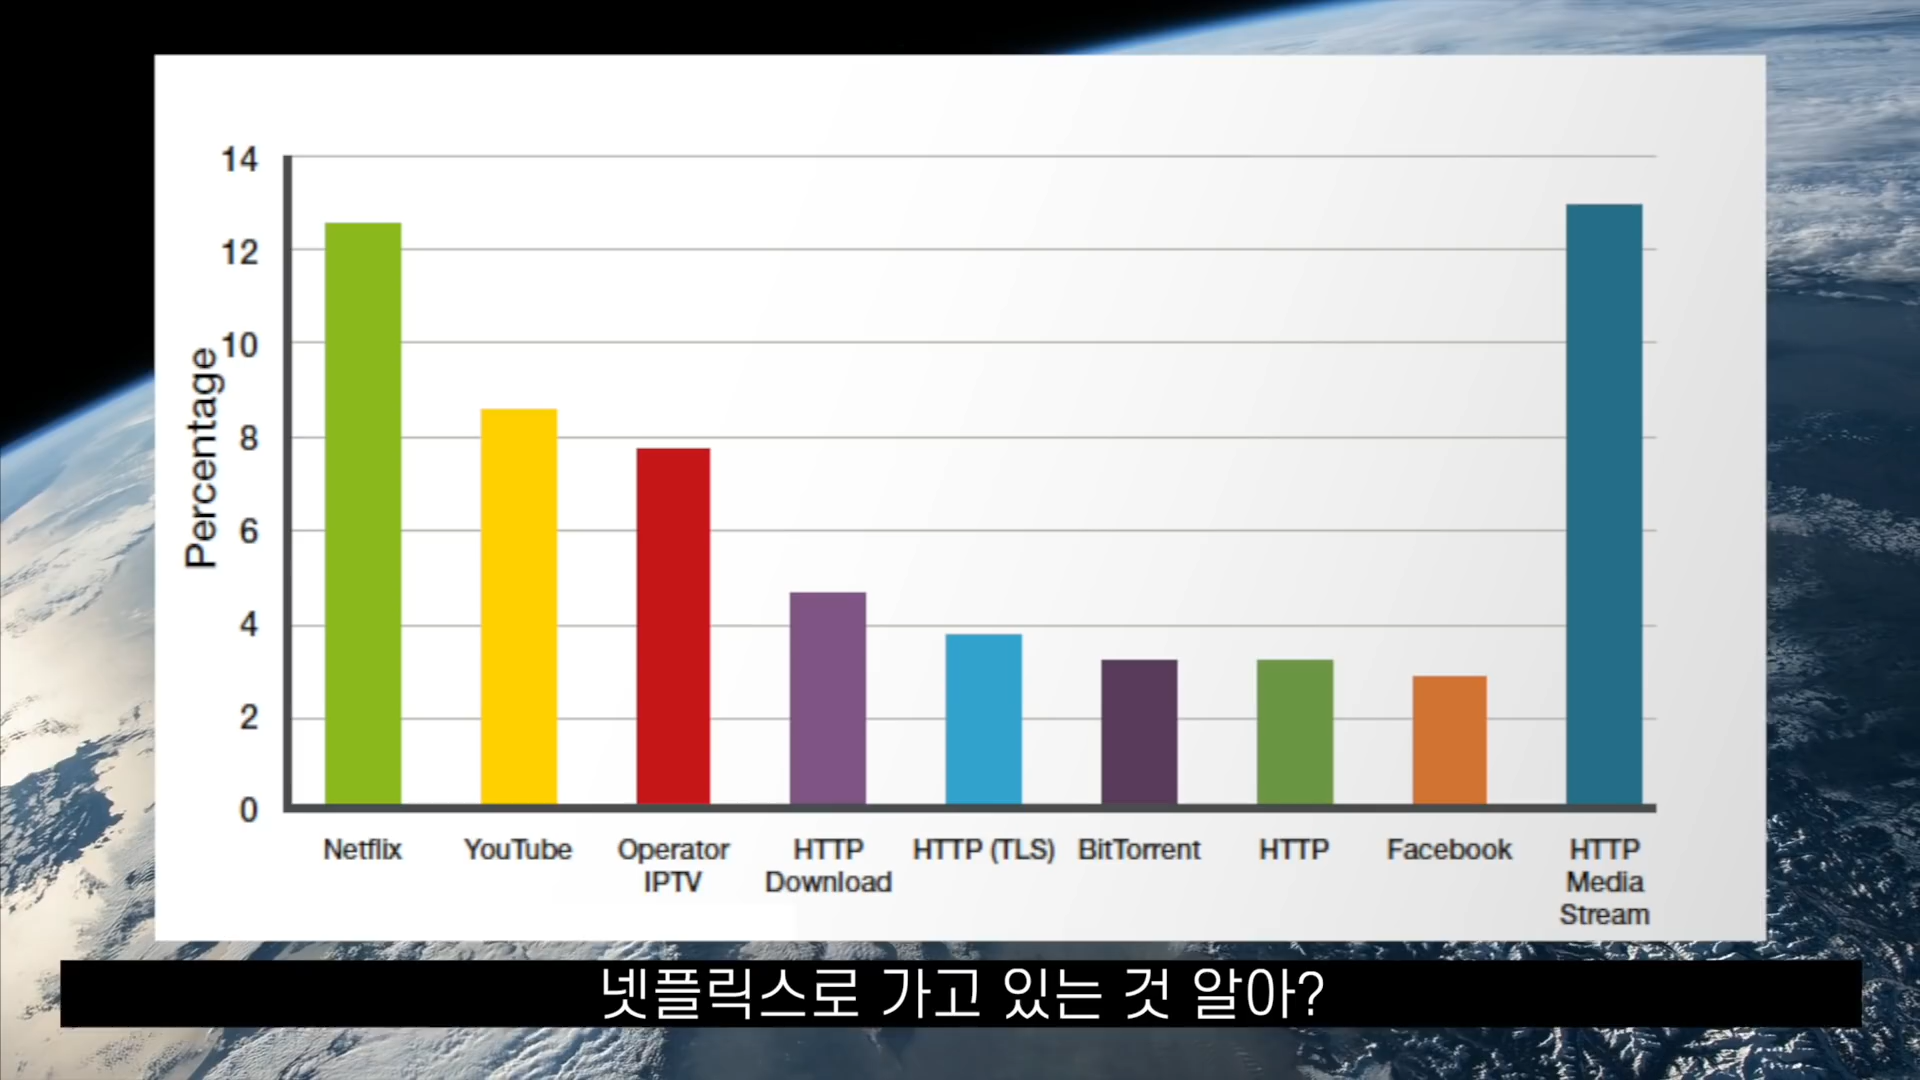 Percentage
14
12
10
8
6
4
2
0
Netflix
YouTube
Operator
IPTV
HTTP
Download
HTTP (TLS)
BitTorrent
HTTP
Facebook
HTTP
Media
Stream
넷플릭스로 가고 있는 것 알아?